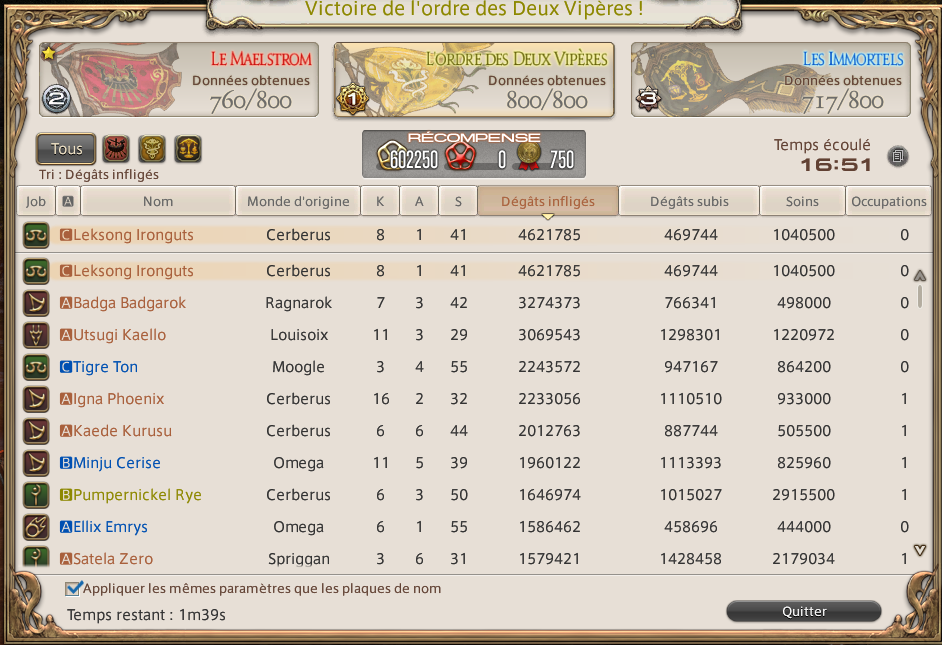 Victoire de l'ordre des Deux Vipères !
LE MAELSTROM L'ORDRE DES DEUX VIPÈRES LES IMMORTELS
Données obtenues Données obtenues Données obtenues
2 760/800 1 800/800 3 717/800
Tous RÉCOMPENSE Temps écoulé
602250 0 750 16:51
Tri : Dégâts infligés
Job A Nom Monde d'origine K A S Dégâts infligés Dégâts subis Soins Occupations
C Leksong Ironguts Cerberus 8 1 41 4621785 469744 1040500 0
C Leksong Ironguts Cerberus 8 1 41 4621785 469744 1040500 0
A Badga Badgarok Ragnarok 7 3 42 3274373 766341 498000 0
A Utsugi Kaello Louisoix 11 3 29 3069543 1298301 1220972 0
C Tigre Ton Moogle 3 4 55 2243572 947167 864200 0
A Igna Phoenix Cerberus 16 2 32 2233056 1110510 933000 1
A Kaede Kurusu Cerberus 6 6 44 2012763 887744 505500 1
B Minju Cerise Omega 11 5 39 1960122 1113393 825960 1
B Pumpernickel Rye Cerberus 6 3 50 1646974 1015027 2915500 1
A Ellix Emrys Omega 6 1 55 1586462 458696 444000 0
A Satela Zero Spriggan 3 6 31 1579421 1428458 2179034 1
Appliquer les mêmes paramètres que les plaques de nom
Temps restant : 1m39s Quitter